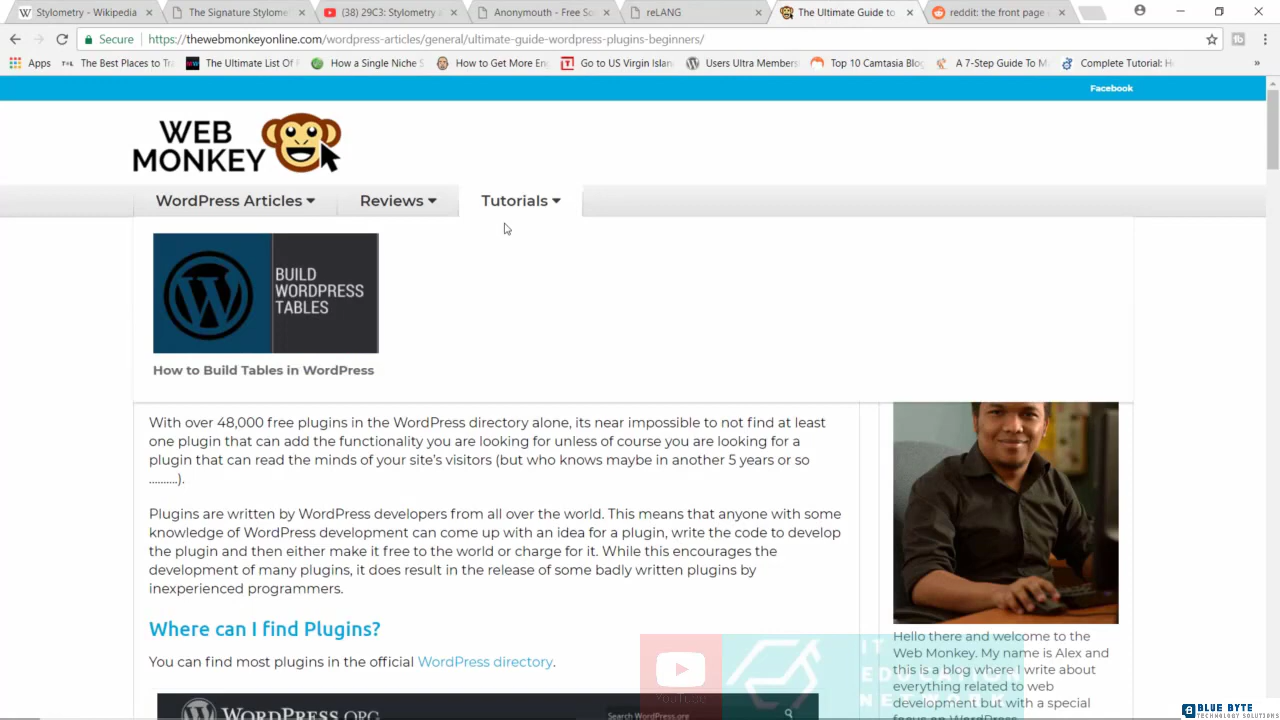 Stylometry - Wikipedia
The Signature Stylome
(38) 29C3: Stylometry
Anonymouth - Free So
reLANG
The Ultimate Guide to
reddit: the front page
Secure
https://thewebmonkeyonline.com/wordpress-articles/general/ultimate-guide-wordpress-plugins-beginners/
Apps
The Best Places to Tr
The Ultimate List Of
How a Single Niche S
How to Get More En
Go to US Virgin Islan
Users Ultra Members
Top 10 Camtasia Blo
A 7-Step Guide To M
Complete Tutorial: H
»
Facebook
WEB
MONKEY
WordPress Articles
Reviews
Tutorials
BUILD
WORDPRESS
TABLES
How to Build Tables in WordPress
With over 48,000 free plugins in the WordPress directory alone, its near impossible to not find at least
one plugin that can add the functionality you are looking for unless of course you are looking for a
plugin that can read the minds of your site's visitors (but who knows maybe in another 5 years or so
..........).
Plugins are written by WordPress developers from all over the world. This means that anyone with some
knowledge of WordPress development can come up with an idea for a plugin, write the code to develop
the plugin and then either make it free to the world or charge for it. While this encourages the
development of many plugins, it does result in the release of some badly written plugins by
inexperienced programmers.
Where can I find Plugins?
You can find most plugins in the official WordPress directory.
WORDPRESS.ORG
Search WordPress.org
Hello there and welcome to the
Web Monkey. My name is Alex and
this is a blog where I write about
everything related to web
development but with a special
focus on WordPress
YouTube
IT
EDUCATION
NETWORK
BLUE BYTE
TECHNOLOGY SOLUTIONS